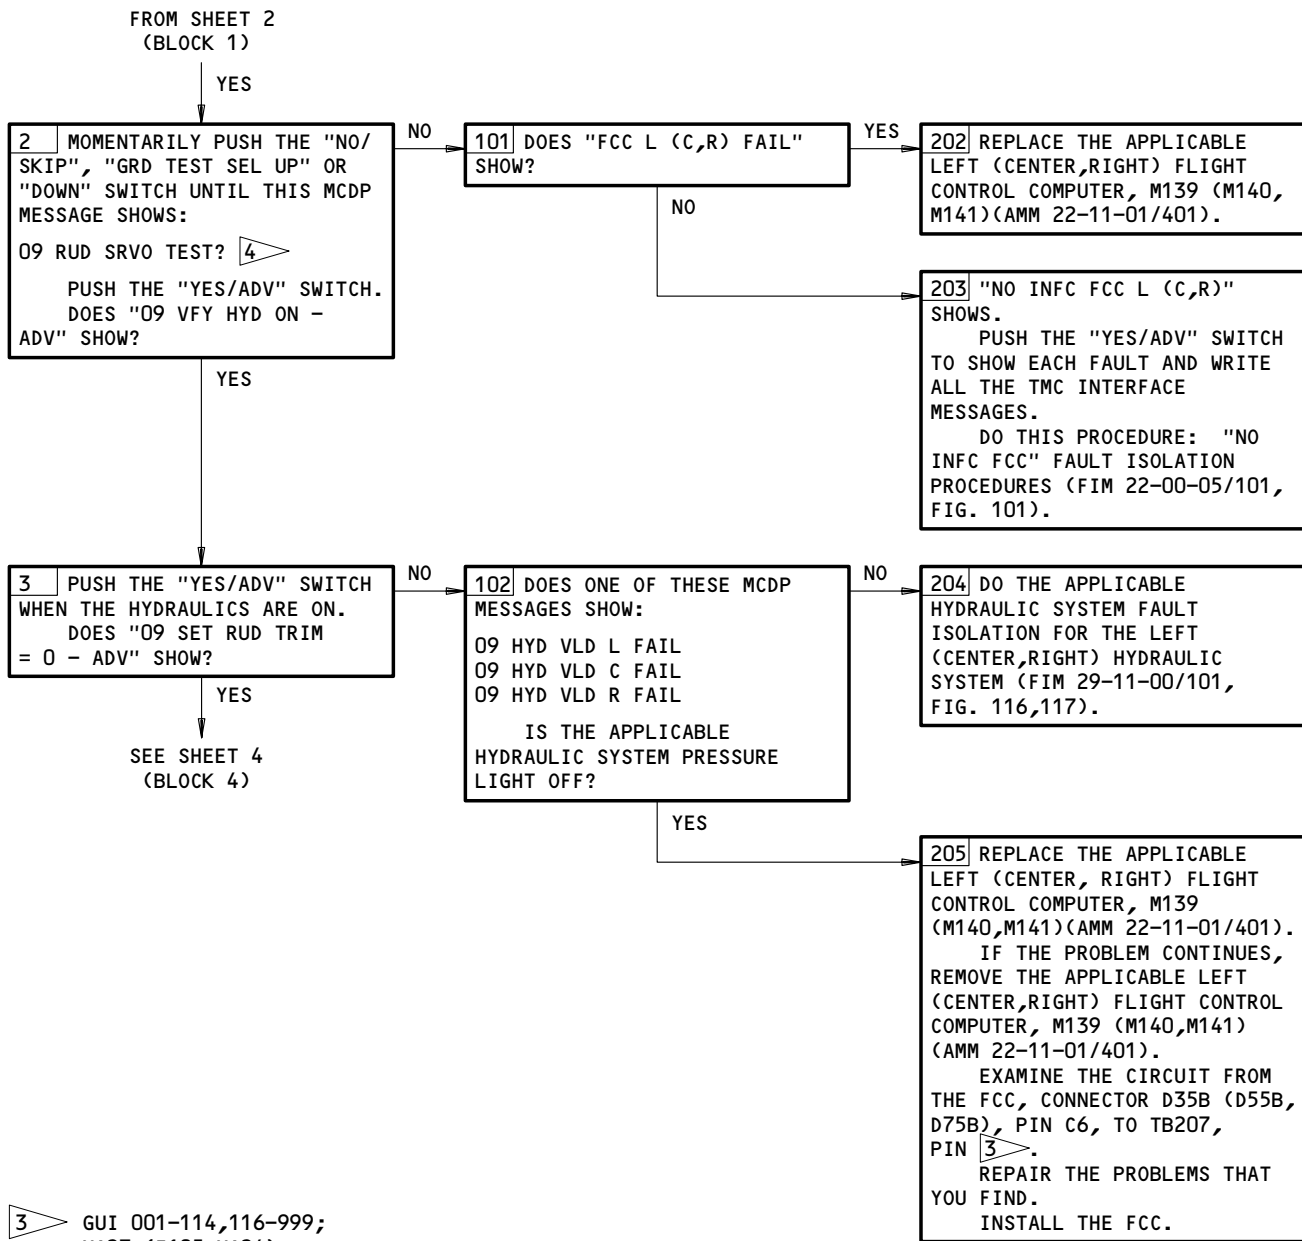 FROM SHEET 2
(BLOCK 1)
YES
2 MOMENTARILY PUSH THE "NO/
SKIP", "GRD TEST SEL UP" OR
"DOWN" SWITCH UNTIL THIS MCDP
MESSAGE SHOWS:
09 RUD SRVO TEST? 4
PUSH THE "YES/ADV" SWITCH.
DOES "09 VFY HYD ON –
ADV" SHOW?
NO
101 DOES "FCC L (C,R) FAIL"
SHOW?
YES
202 REPLACE THE APPLICABLE
LEFT (CENTER,RIGHT) FLIGHT
CONTROL COMPUTER, M139 (M140,
M141)(AMM 22-11-01/401).
NO
203 "NO INFC FCC L (C,R)"
SHOWS.
PUSH THE "YES/ADV" SWITCH
TO SHOW EACH FAULT AND WRITE
ALL THE TMC INTERFACE
MESSAGES.
DO THIS PROCEDURE: "NO
INFC FCC" FAULT ISOLATION
PROCEDURES (FIM 22-00-05/101,
FIG. 101).
YES
3 PUSH THE "YES/ADV" SWITCH
WHEN THE HYDRAULICS ARE ON.
DOES "09 SET RUD TRIM
= 0 – ADV" SHOW?
NO
102 DOES ONE OF THESE MCDP
MESSAGES SHOW:
09 HYD VLD L FAIL
09 HYD VLD C FAIL
09 HYD VLD R FAIL
IS THE APPLICABLE
HYDRAULIC SYSTEM PRESSURE
LIGHT OFF?
NO
204 DO THE APPLICABLE
HYDRAULIC SYSTEM FAULT
ISOLATION FOR THE LEFT
(CENTER,RIGHT) HYDRAULIC
SYSTEM (FIM 29-11-00/101,
FIG. 116,117).
YES
SEE SHEET 4
(BLOCK 4)
YES
205 REPLACE THE APPLICABLE
LEFT (CENTER, RIGHT) FLIGHT
CONTROL COMPUTER, M139
(M140,M141)(AMM 22-11-01/401).
IF THE PROBLEM CONTINUES,
REMOVE THE APPLICABLE LEFT
(CENTER,RIGHT) FLIGHT CONTROL
COMPUTER, M139 (M140,M141)
(AMM 22-11-01/401).
EXAMINE THE CIRCUIT FROM
THE FCC, CONNECTOR D35B (D55B,
D75B), PIN C6, TO TB207,
PIN 3.
REPAIR THE PROBLEMS THAT
YOU FIND.
INSTALL THE FCC.
3 GUI 001-114,116-999;